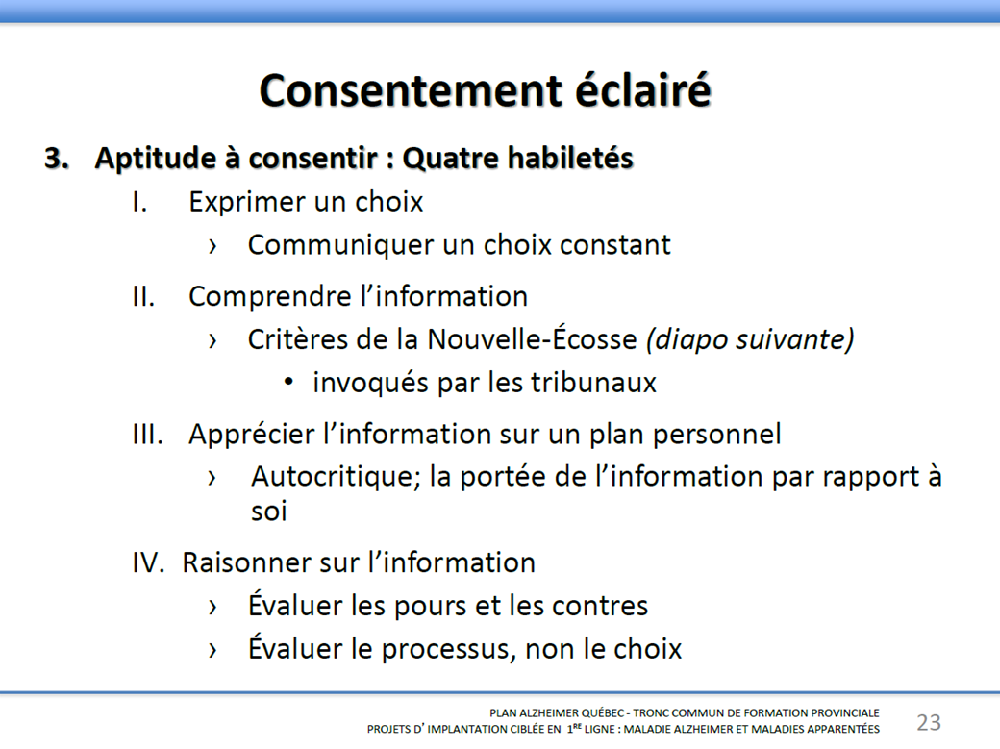 Consentement éclairé
3. Aptitude à consentir : Quatre habiletés
I. Exprimer un choix
› Communiquer un choix constant
II. Comprendre l’information
› Critères de la Nouvelle-Écosse (diapo suivante)
• invoqués par les tribunaux
III. Apprécier l’information sur un plan personnel
› Autocritique; la portée de l’information par rapport à
soi
IV. Raisonner sur l’information
› Évaluer les pours et les contres
› Évaluer le processus, non le choix
PLAN ALZHEIMER QUÉBEC - TRONC COMMUN DE FORMATION PROVINCIALE
PROJETS D’ IMPLANTATION CIBLÉE EN 1RE LIGNE : MALADIE ALZHEIMER ET MALADIES APPARENTÉES
23